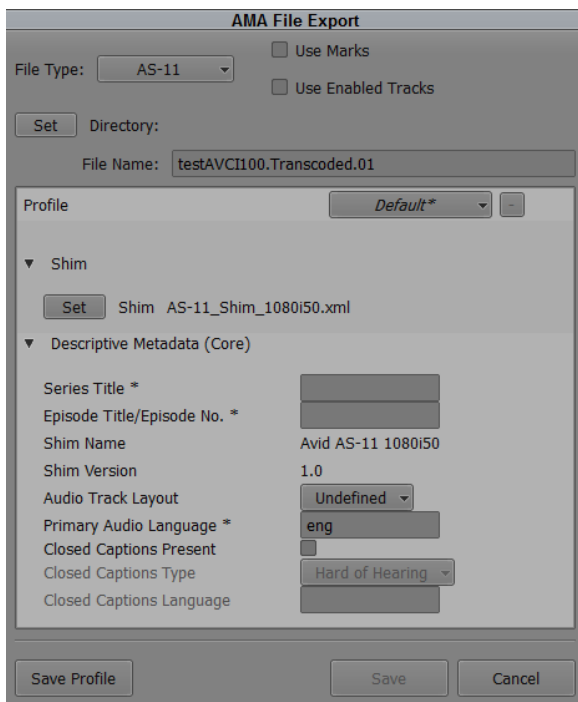 AMA File Export
File Type: AS-11
Use Marks
Use Enabled Tracks
Set Directory:
File Name: testAVCI100.Transcoded.01
Profile Default* -
Shim
Set Shim AS-11_Shim_1080i50.xml
Descriptive Metadata (Core)
Series Title *
Episode Title/Episode No. *
Shim Name Avid AS-11 1080i50
Shim Version 1.0
Audio Track Layout Undefined
Primary Audio Language * eng
Closed Captions Present
Closed Captions Type Hard of Hearing
Closed Captions Language
Save Profile Save Cancel